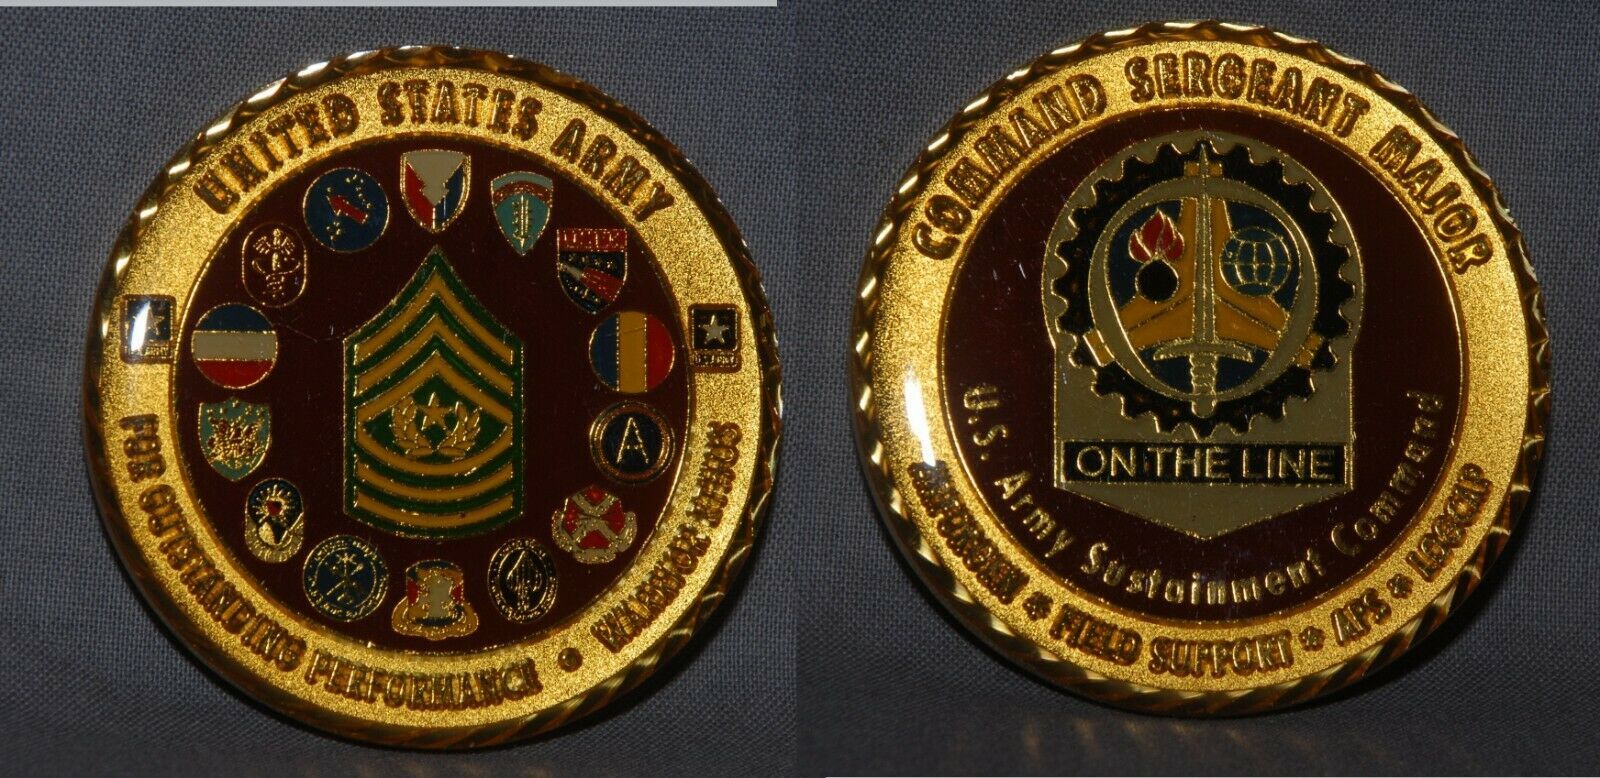 UNITED STATES ARMY
FOR OUTSTANDING PERFORMANCE • WARRIOR ETHOS
COMMAND SERGEANT MAJOR
ON THE LINE
U.S. Army Sustainment Command
ARFORGEN * FIELD SUPPORT * APS * LOGCAP